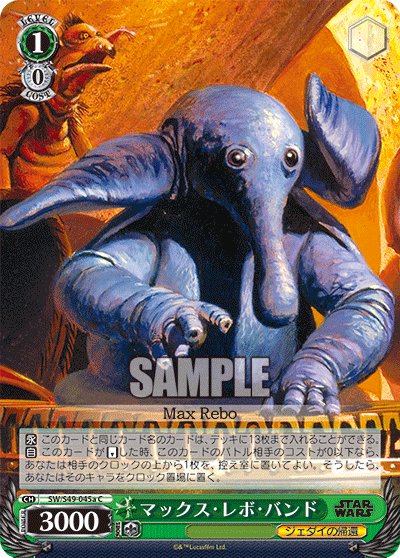 LEVEL
1
0
COST
SAMPLE
Max Rebo
永 このカードと同じカード名のカードは、デッキに13枚まで入れることができる。
自 このカードが した時、このカードのバトル相手のコストが0以下なら、
あなたは相手のクロックの上から1枚を、控え室に置いてよい。そうしたら、
あなたのそのキャラをクロック置場に置く。
CH SW/S49-045a C
3000
1
マックス・レボ・バンド
STAR
WARS
ジェダイの帰還
©&™Lucasfilm Ltd.